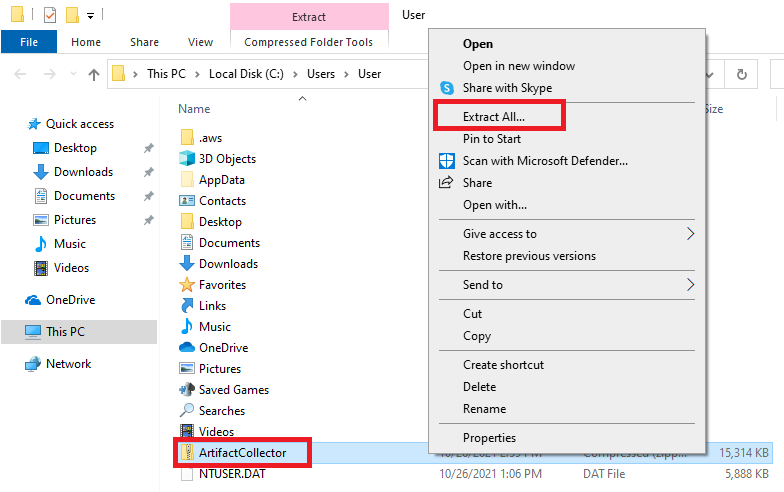 Extract
User
File
Home
Share
View
Compressed Folder Tools
This PC
Local Disk (C:)
Users
User
Name
Size
Quick access
Desktop
Downloads
Documents
Pictures
Music
Videos
OneDrive
This PC
Network
.aws
3D Objects
AppData
Contacts
Desktop
Documents
Downloads
Favorites
Links
Music
OneDrive
Pictures
Saved Games
Searches
Videos
ArtifactCollector
15,314 KB
NTUSER.DAT
10/26/2021 1:06 PM
DAT File
5,888 KB
Open
Open in new window
Share with Skype
Extract All...
Pin to Start
Scan with Microsoft Defender...
Share
Open with...
Give access to
Restore previous versions
Send to
Cut
Copy
Create shortcut
Delete
Rename
Properties